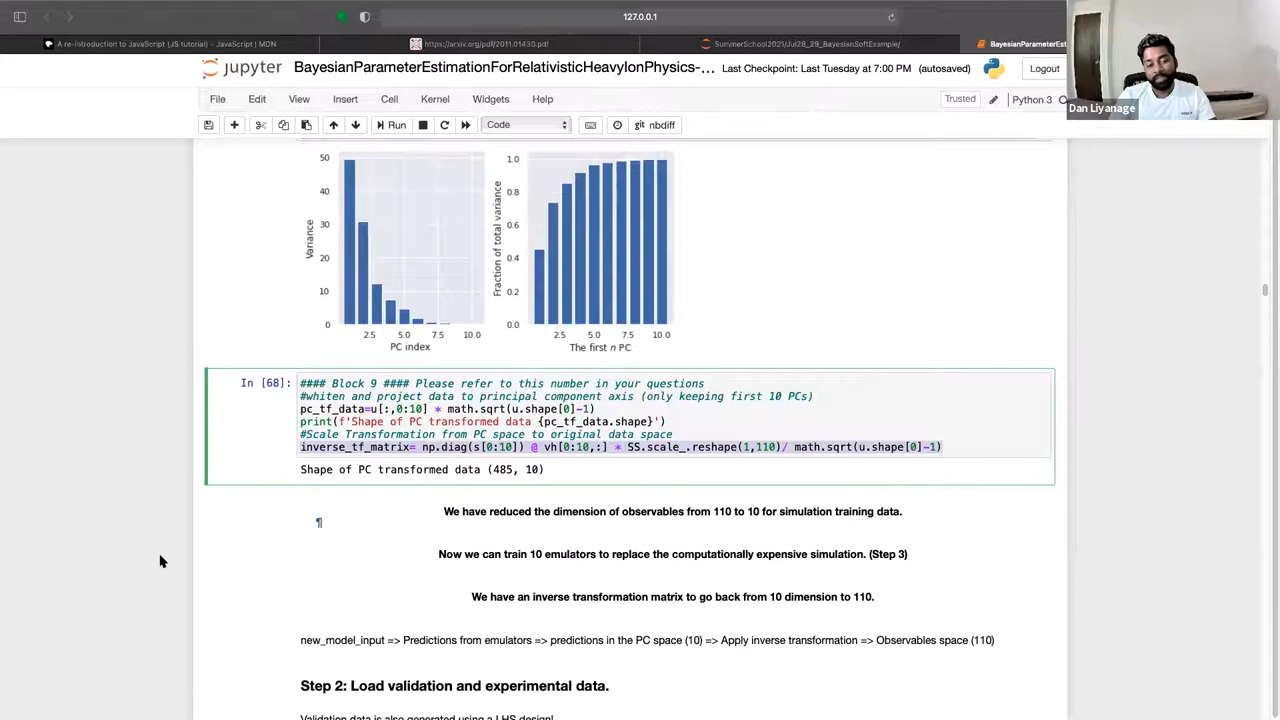 127.0.0.1
A re-introduction to JavaScript (JS tutorial) - JavaScript | MDN
https://arxiv.org/pdf/2011.01430.pdf
SummerSchool2021/Jul28_29_BayesianSoftExample/
BayesianParameterEsti
jupyter BayesianParameterEstimationForRelativisticHeavyIonPhysics-... Last Checkpoint: Last Tuesday at 7:00 PM (autosaved)
Logout
Dan Liyanage
File Edit View Insert Cell Kernel Widgets Help
Trusted
Python 3
Run
Code
git nbdiff
50
40
30
20
10
0
Variance
2.5 5.0 7.5 10.0
PC index
1.0
0.8
0.6
0.4
0.2
0.0
Fraction of total variance
2.5 5.0 7.5 10.0
The first n PC
In [68]:
#### Block 9 #### Please refer to this number in your questions
#whiten and project data to principal component axis (only keeping first 10 PCs)
pc_tf_data=u[:,0:10] * math.sqrt(u.shape[0]-1)
print(f'Shape of PC transformed data {pc_tf_data.shape}')
#Scale Transformation from PC space to original data space
inverse_tf_matrix= np.diag(s[0:10]) @ vh[0:10,:] * SS.scale_.reshape(1,110)/ math.sqrt(u.shape[0]-1)
Shape of PC transformed data (485, 10)
We have reduced the dimension of observables from 110 to 10 for simulation training data.
¶
Now we can train 10 emulators to replace the computationally expensive simulation. (Step 3)
We have an inverse transformation matrix to go back from 10 dimension to 110.
new_model_input => Predictions from emulators => predictions in the PC space (10) => Apply inverse transformation => Observables space (110)
Step 2: Load validation and experimental data.
Validation data is also generated using a LHS design!